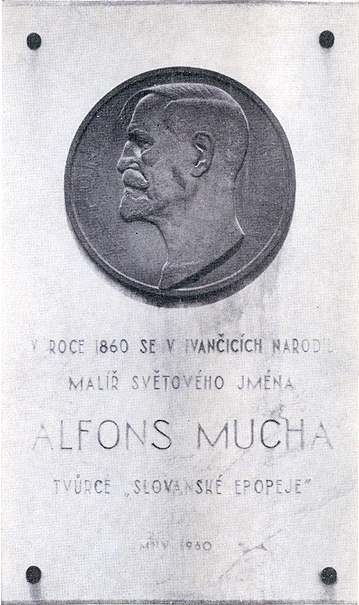 V ROCE 1860 SE V IVANČICÍCH NARODIL
MALÍŘ SVĚTOVÉHO JMÉNA
ALFONS MUCHA
TVŮRCE „SLOVANSKÉ EPOPEJE“
1960